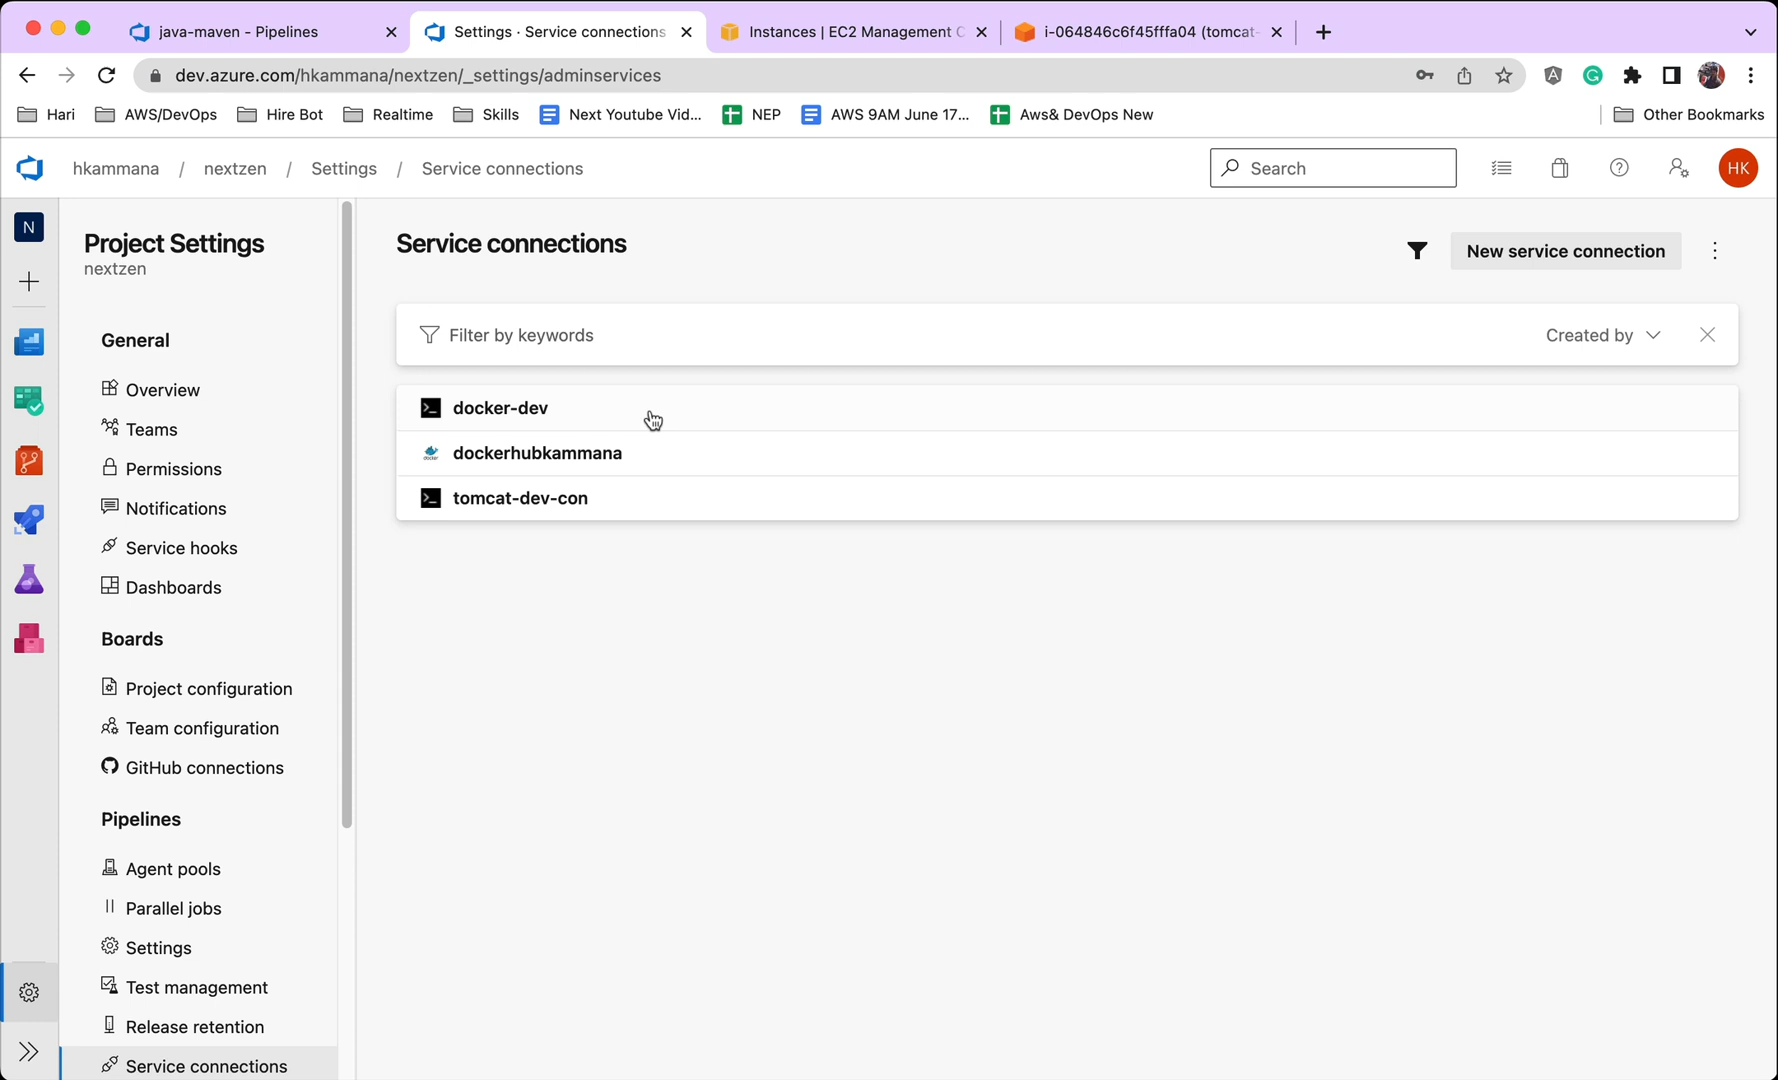 java-maven - Pipelines
Settings · Service connections
Instances | EC2 Management C
i-064846c6f45fffa04 (tomcat-
dev.azure.com/hkammana/nextzen/_settings/adminservices
Hari
AWS/DevOps
Hire Bot
Realtime
Skills
Next Youtube Vid...
NEP
AWS 9AM June 17...
Aws& DevOps New
Other Bookmarks
hkammana / nextzen / Settings / Service connections
Search
HK
N
Project Settings
nextzen
General
Overview
Teams
Permissions
Notifications
Service hooks
Dashboards
Boards
Project configuration
Team configuration
GitHub connections
Pipelines
Agent pools
Parallel jobs
Settings
Test management
Release retention
Service connections
Service connections
New service connection
Filter by keywords
Created by
docker-dev
dockerhubkammana
tomcat-dev-con